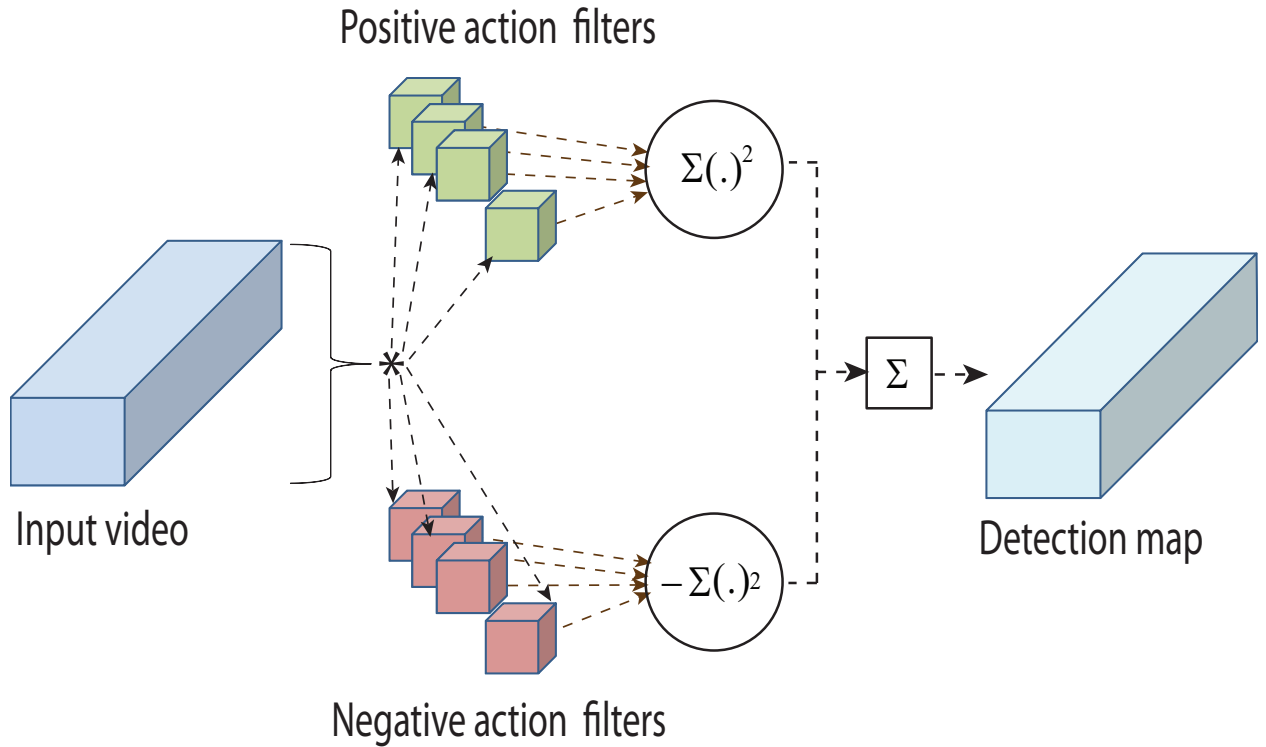 Positive action filters
Σ(.)²
*
Σ
Input video
Detection map
− Σ(.)²
Negative action filters